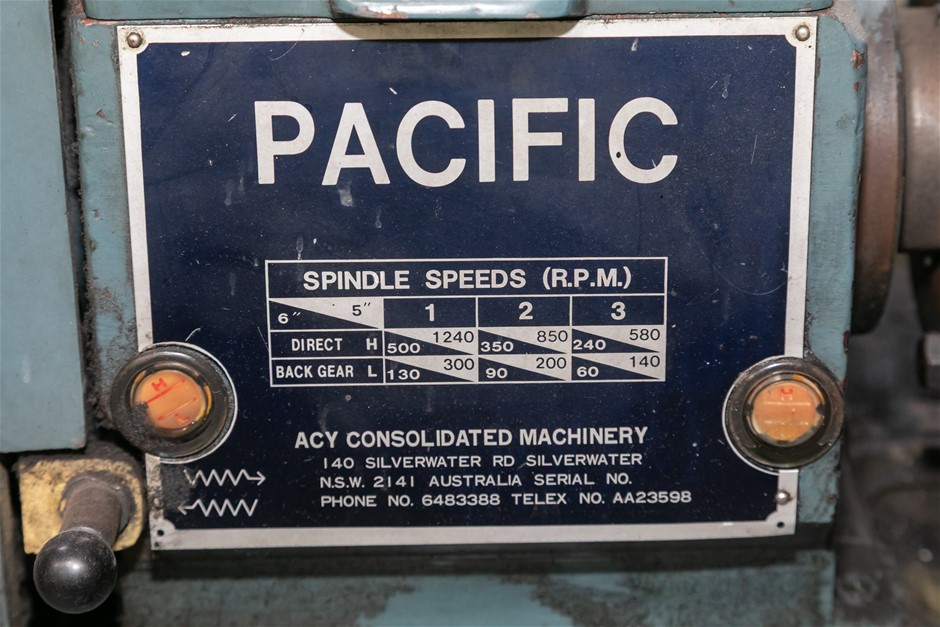 PACIFIC
SPINDLE SPEEDS (R.P.M.)
6" 5" 1 2 3
DIRECT H 500 1240 350 850 240 580
BACK GEAR L 130 300 90 200 60 140
H H
ACY CONSOLIDATED MACHINERY
140 SILVERWATER RD SILVERWATER
N.S.W. 2141 AUSTRALIA SERIAL NO.
PHONE NO. 6483388 TELEX NO. AA23598